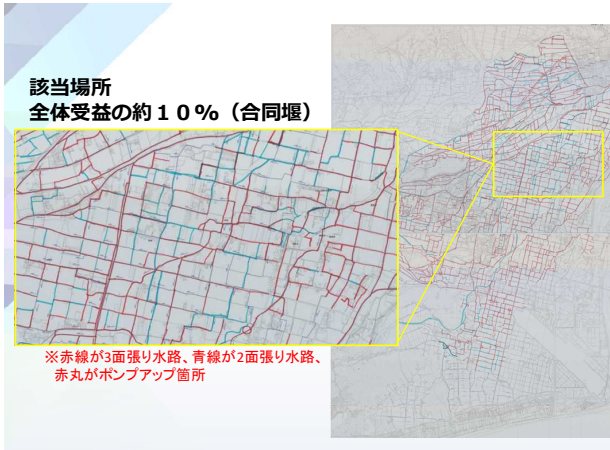 該当場所
全体受益の約１０％（合同堰）
※赤線が3面張り水路、青線が2面張り水路、
赤丸がポンプアップ箇所